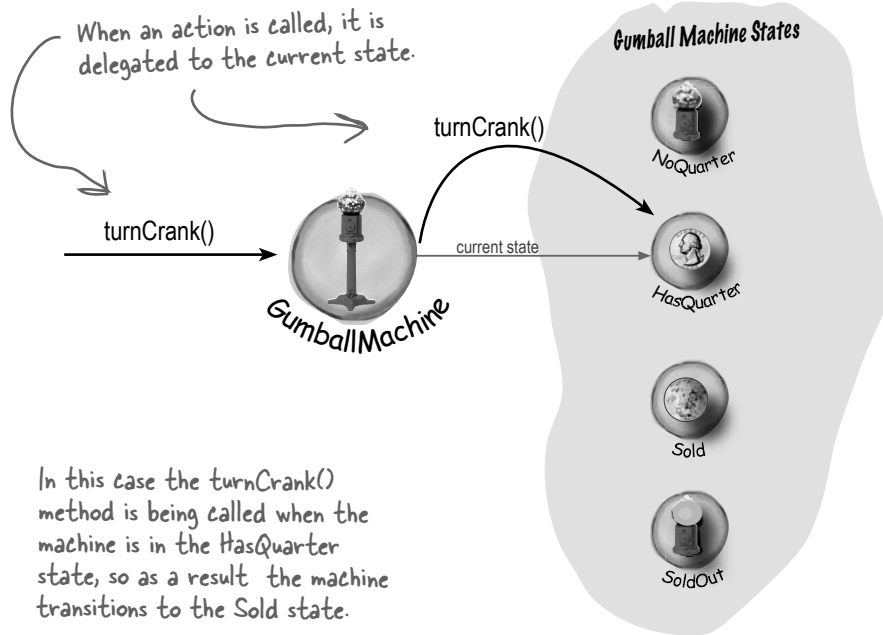 When an action is called, it is
delegated to the current state.
Gumball Machine States
turnCrank()
NoQuarter
turnCrank()
current state
HasQuarter
GumballMachine
Sold
In this case the turnCrank()
method is being called when the
machine is in the HasQuarter
state, so as a result the machine
transitions to the Sold state.
SoldOut